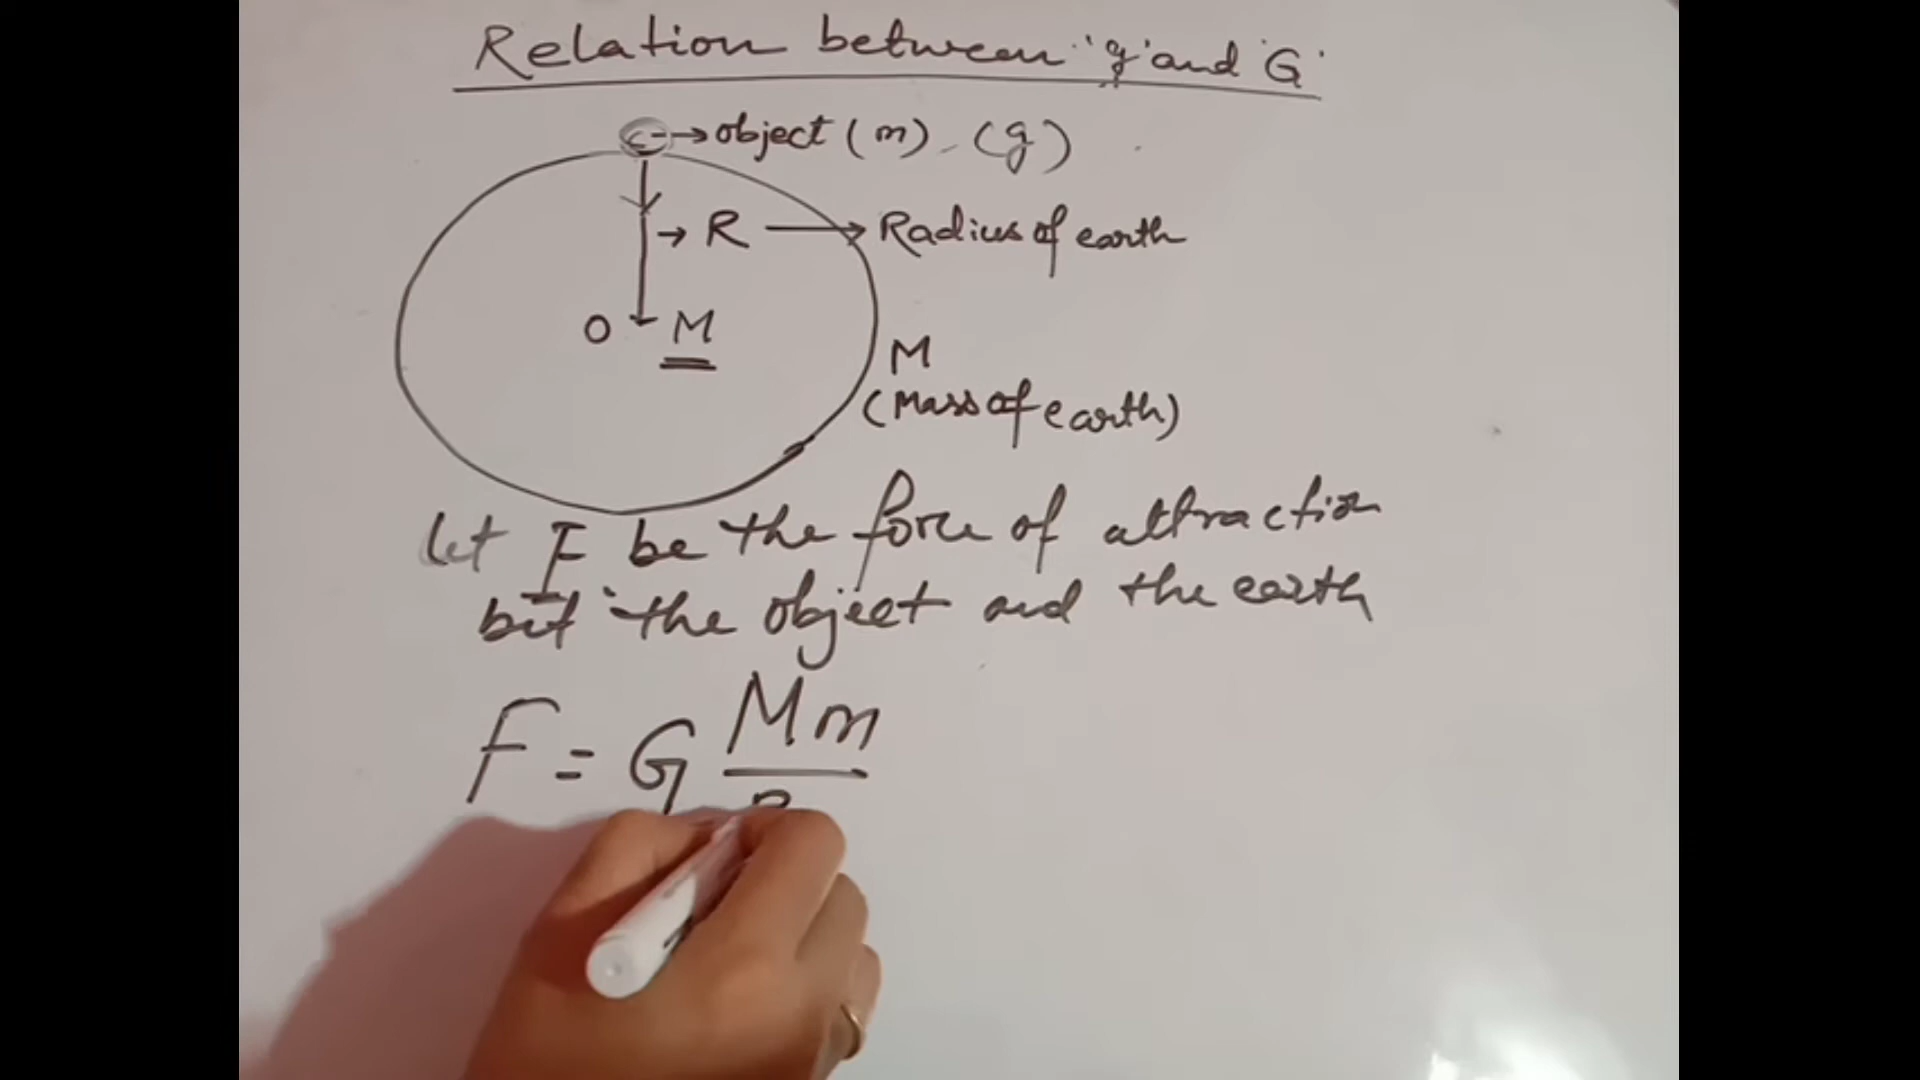 Relation between 'g' and 'G'
→ object (m) (g)
→ R → Radius of earth
O M
M
(Mass of earth)
Let F be the force of attraction
bet the object and the earth
F = G Mm